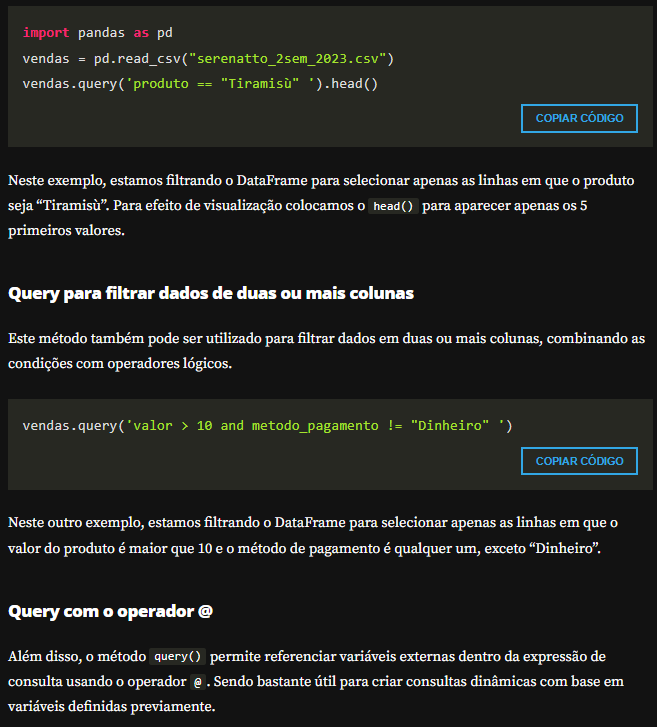 import pandas as pd
vendas = pd.read_csv("serenatto_2sem_2023.csv")
vendas.query('produto == "Tiramisù" ').head()
COPIAR CÓDIGO
Neste exemplo, estamos filtrando o DataFrame para selecionar apenas as linhas em que o produto
seja “Tiramisù”. Para efeito de visualização colocamos o head() para aparecer apenas os 5
primeiros valores.
Query para filtrar dados de duas ou mais colunas
Este método também pode ser utilizado para filtrar dados em duas ou mais colunas, combinando as
condições com operadores lógicos.
vendas.query('valor > 10 and metodo_pagamento != "Dinheiro" ')
COPIAR CÓDIGO
Neste outro exemplo, estamos filtrando o DataFrame para selecionar apenas as linhas em que o
valor do produto é maior que 10 e o método de pagamento é qualquer um, exceto “Dinheiro”.
Query com o operador @
Além disso, o método query() permite referenciar variáveis externas dentro da expressão de
consulta usando o operador @. Sendo bastante útil para criar consultas dinâmicas com base em
variáveis definidas previamente.